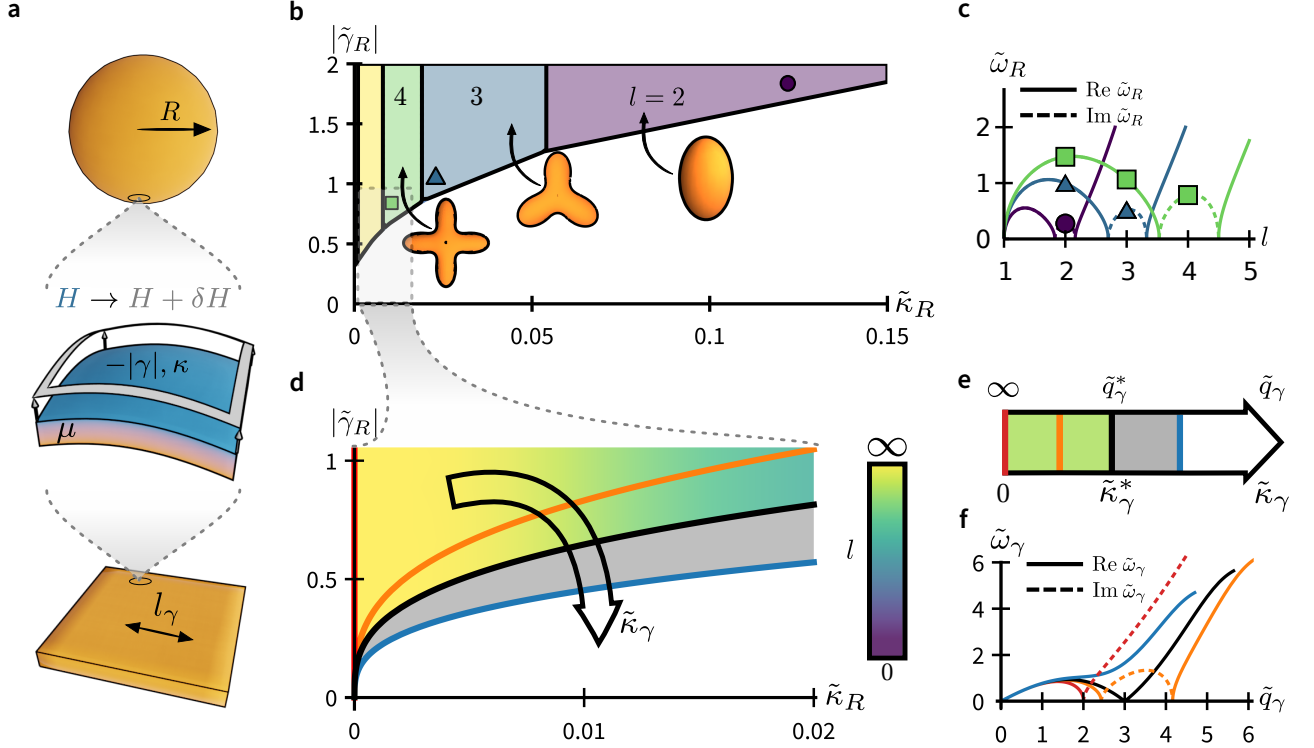 a
R
H → H + δH
−|γ|, κ
μ
l_γ
b
|γ̃_R|
2
1.5
1
0.5
0
4
3
l = 2
κ̃_R
0
0.05
0.1
0.15
c
ω̃_R
Re ω̃_R
Im ω̃_R
2
1
0
l
1 2 3 4 5
d
|γ̃_R|
1
0.5
0
κ̃_γ
κ̃_R
0
0.01
0.02
∞
l
0
e
∞
q̃*_γ
q̃_γ
0
κ̃*_γ
κ̃_γ
f
ω̃_γ
Re ω̃_γ
Im ω̃_γ
6
4
2
0
q̃_γ
0 1 2 3 4 5 6